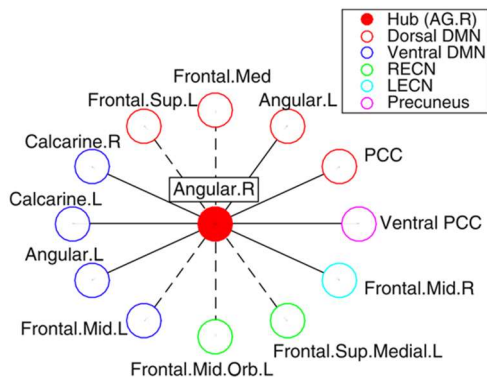 Hub (AG.R)
Dorsal DMN
Ventral DMN
RECN
LECN
Precuneus
Frontal.Med
Frontal.Sup.L
Angular.L
Calcarine.R
PCC
Angular.R
Calcarine.L
Ventral PCC
Angular.L
Frontal.Mid.R
Frontal.Mid.L
Frontal.Sup.Medial.L
Frontal.Mid.Orb.L